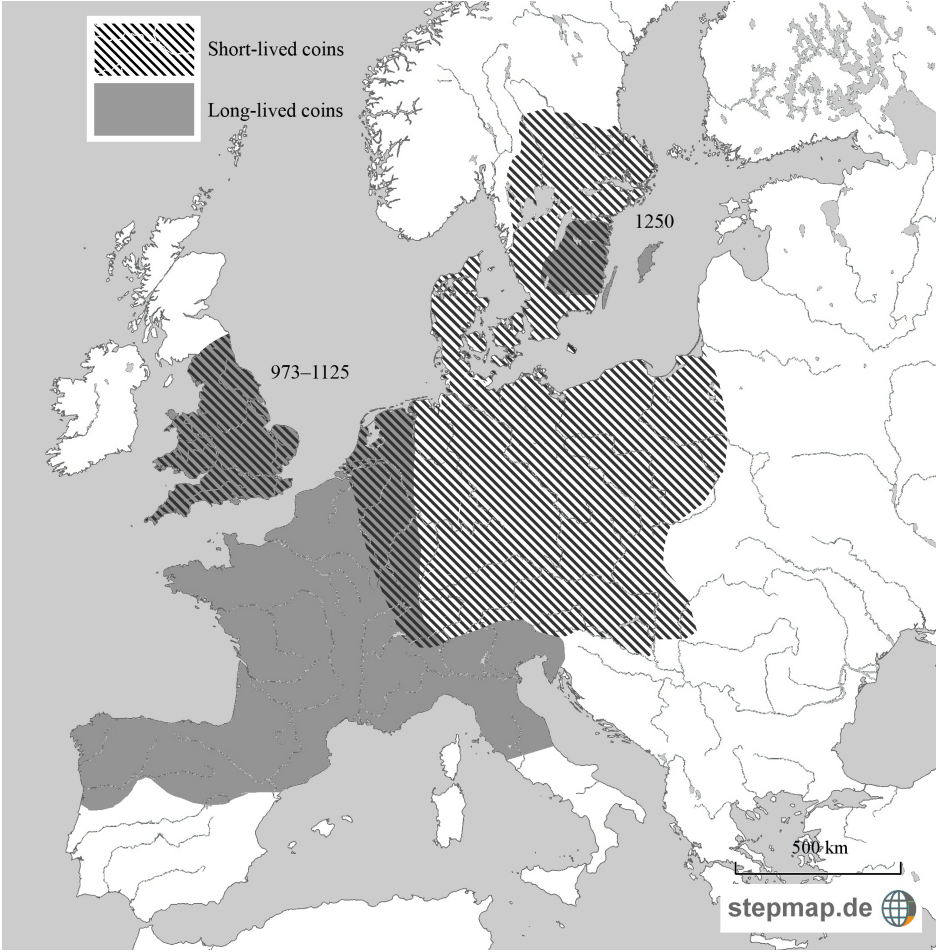 Short-lived coins
Long-lived coins
1250
973–1125
500 km
stepmap.de